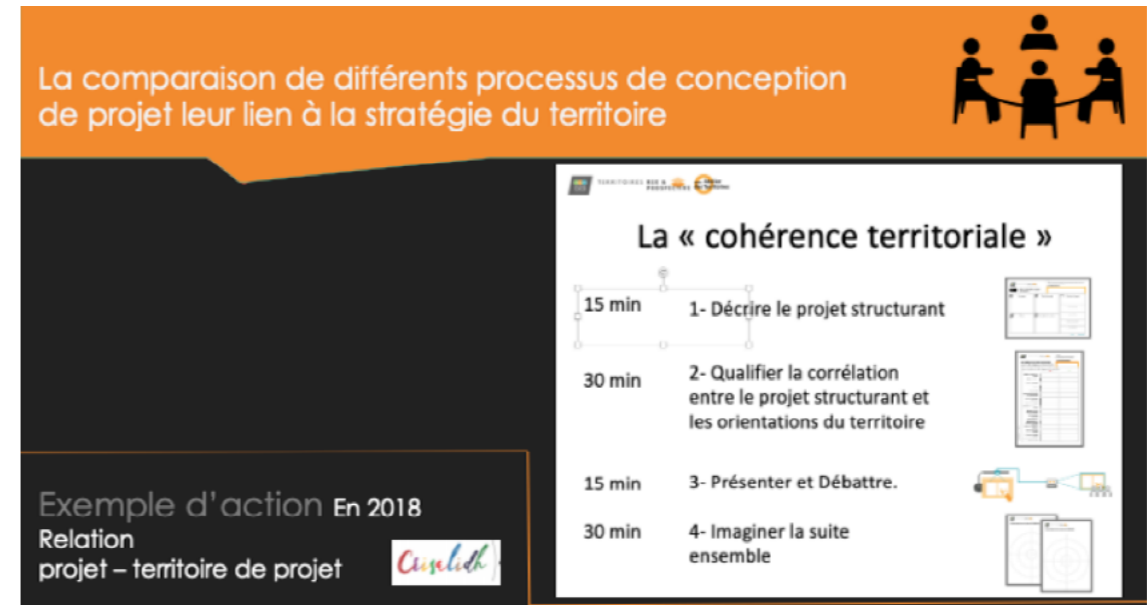 La comparaison de différents processus de conception
de projet leur lien à la stratégie du territoire
La « cohérence territoriale »
15 min
1- Décrire le projet structurant
30 min
2- Qualifier la corrélation
entre le projet structurant et
les orientations du territoire
15 min
3- Présenter et Débattre.
30 min
4- Imaginer la suite
ensemble
Exemple d'action En 2018
Relation
projet – territoire de projet